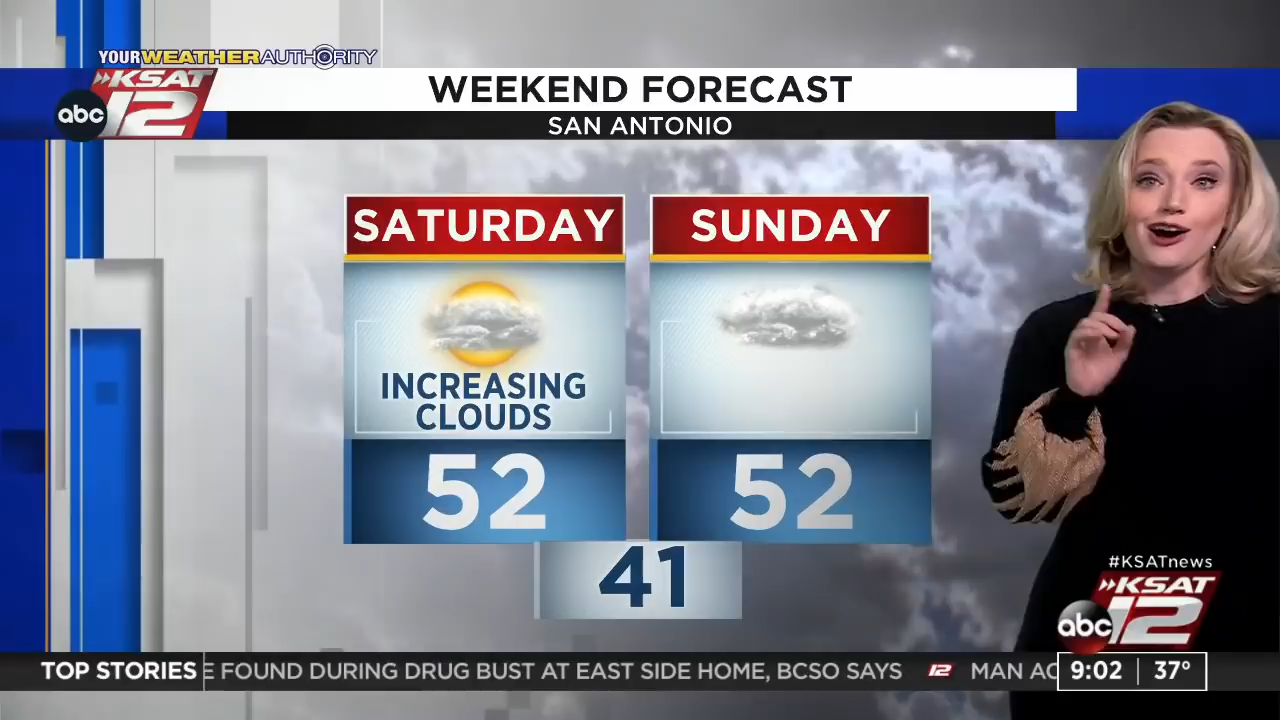 YOUR WEATHER AUTHORITY
KSAT
abc 12
WEEKEND FORECAST
SAN ANTONIO
SATURDAY
SUNDAY
INCREASING
CLOUDS
52
52
41
#KSATnews
KSAT
abc 12
TOP STORIES E FOUND DURING DRUG BUST AT EAST SIDE HOME, BCSO SAYS 12 MAN AC 9:02 37°